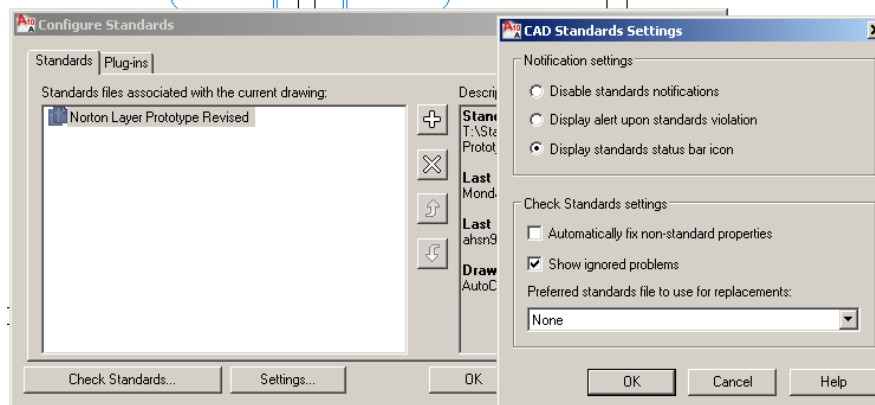 Configure Standards
Standards
Plug-ins
Standards files associated with the current drawing:
Norton Layer Prototype Revised
Last
Last
Check Standards...
Settings...
OK
CAD Standards Settings
Notification settings
Disable standards notifications
Display alert upon standards violation
Display standards status bar icon
Check Standards settings
Automatically fix non-standard properties
Show ignored problems
Preferred standards file to use for replacements:
None
OK
Cancel
Help